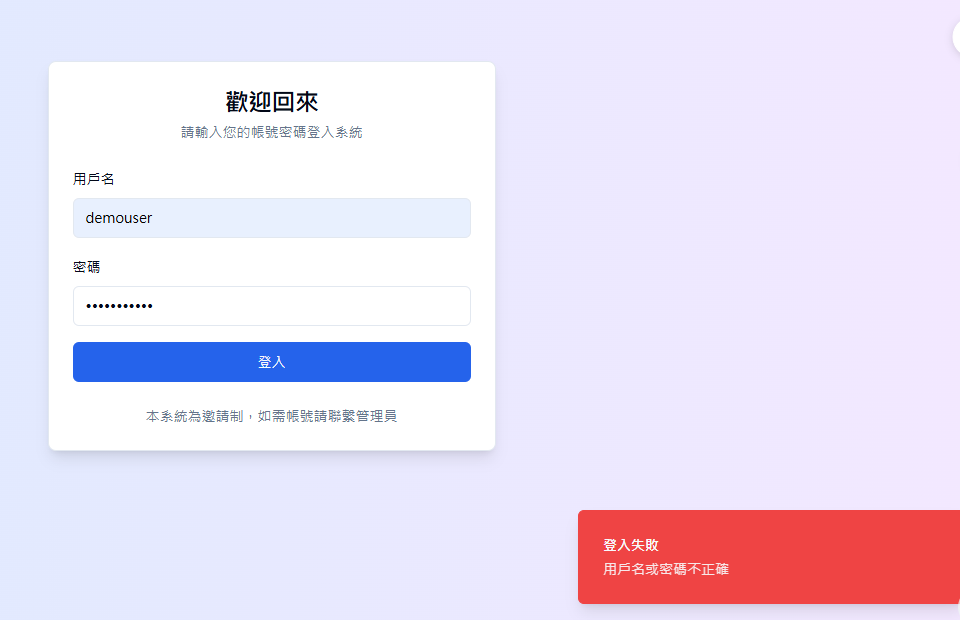 歡迎回來
請輸入您的帳號密碼登入系統
用戶名
demouser
密碼
•••••••••••
登入
本系統為邀請制，如需帳號請聯繫管理員
登入失敗
用戶名或密碼不正確